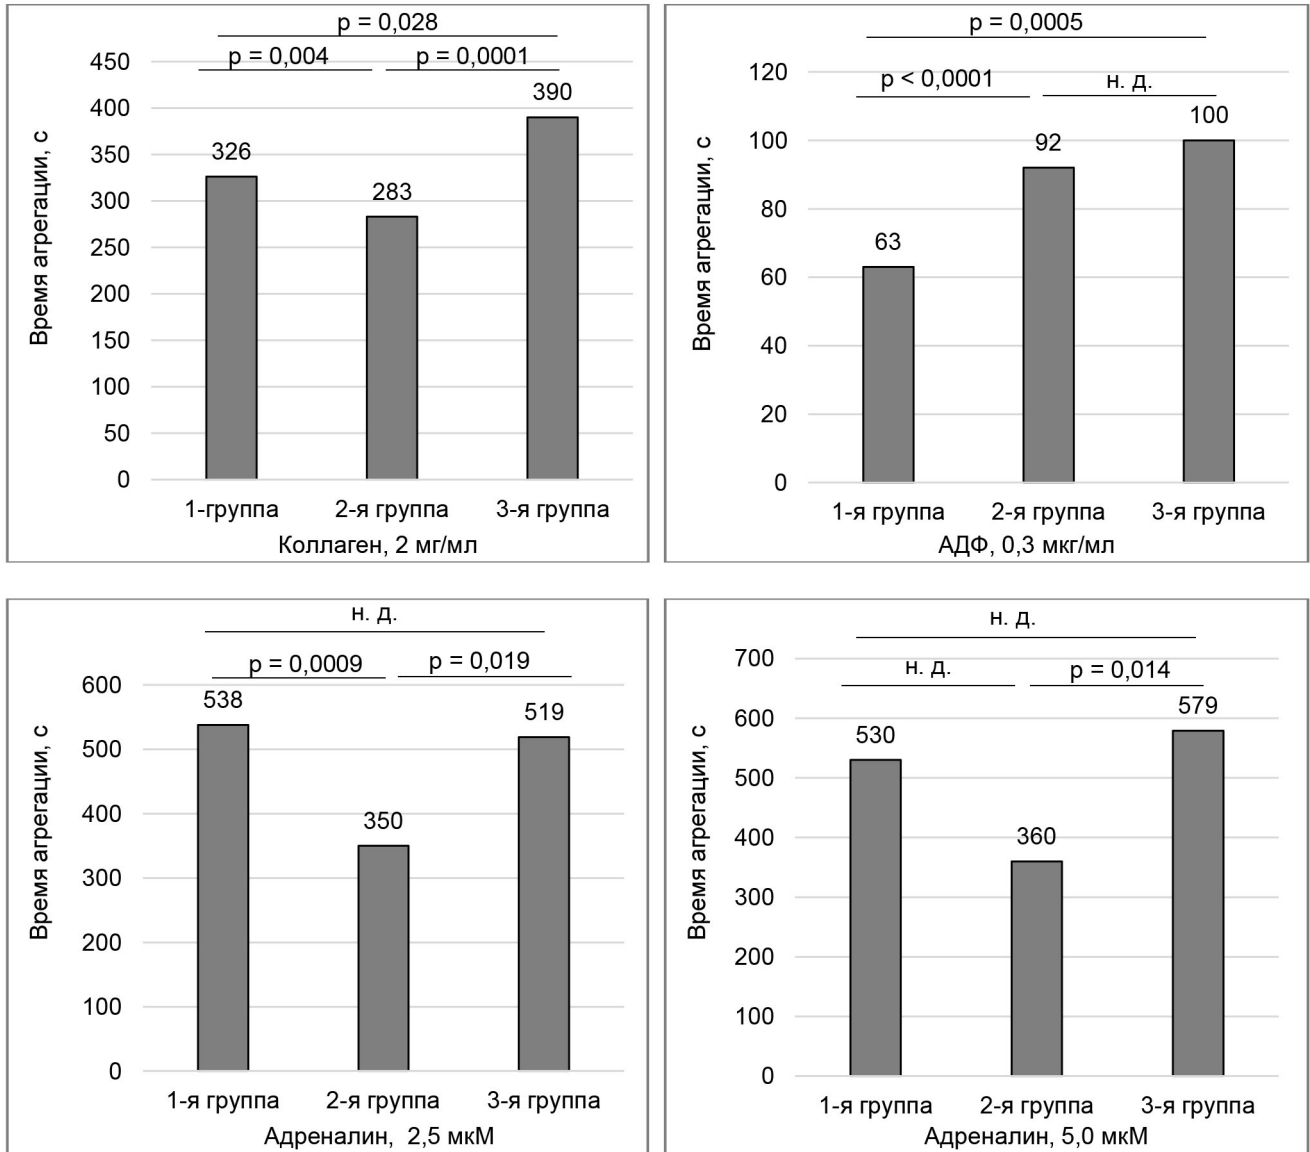 p = 0,028
p = 0,004 p = 0,0001
450
400
350
300
250
200
150
100
50
0
326
283
390
Время агрегации, с
1-группа 2-я группа 3-я группа
Коллаген, 2 мг/мл
p = 0,0005
p < 0,0001 н. д.
120
100
80
60
40
20
0
63
92
100
Время агрегации, с
1-я группа 2-я группа 3-я группа
АДФ, 0,3 мкг/мл
н. д.
p = 0,0009 p = 0,019
600
500
400
300
200
100
0
538
350
519
Время агрегации, с
1-я группа 2-я группа 3-я группа
Адреналин, 2,5 мкМ
н. д.
н. д. p = 0,014
700
600
500
400
300
200
100
0
530
360
579
Время агрегации, с
1-я группа 2-я группа 3-я группа
Адреналин, 5,0 мкМ